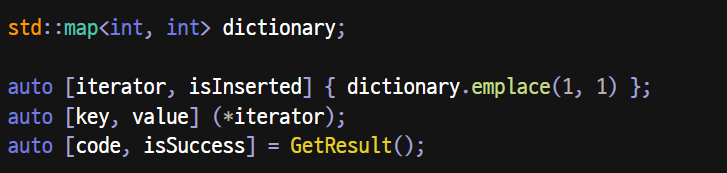 std::map<int, int> dictionary;
auto [iterator, isInserted] { dictionary.emplace(1, 1) };
auto [key, value] (*iterator);
auto [code, isSuccess] = GetResult();